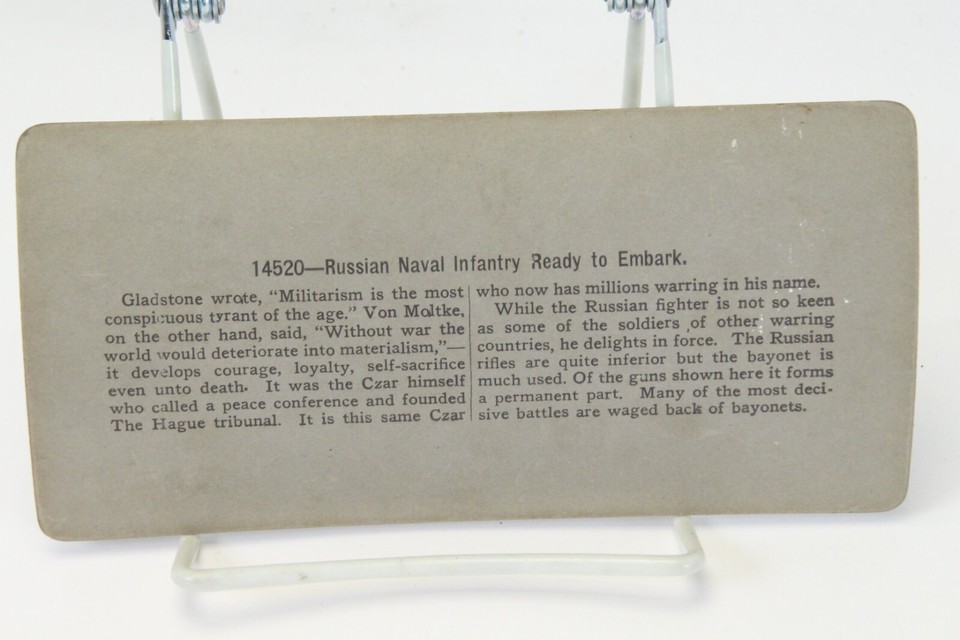 14520—Russian Naval Infantry Ready to Embark.
Gladstone wrote, “Militarism is the most
conspicuous tyrant of the age.” Von Moltke,
on the other hand, said, “Without war the
world would deteriorate into materialism,”—
it develops courage, loyalty, self-sacrifice
even unto death. It was the Czar himself
who called a peace conference and founded
The Hague tribunal. It is this same Czar
who now has millions warring in his name.
While the Russian fighter is not so keen
as some of the soldiers of other warring
countries, he delights in force. The Russian
rifles are quite inferior but the bayonet is
much used. Of the guns shown here it forms
a permanent part. Many of the most deci-
sive battles are waged back of bayonets.